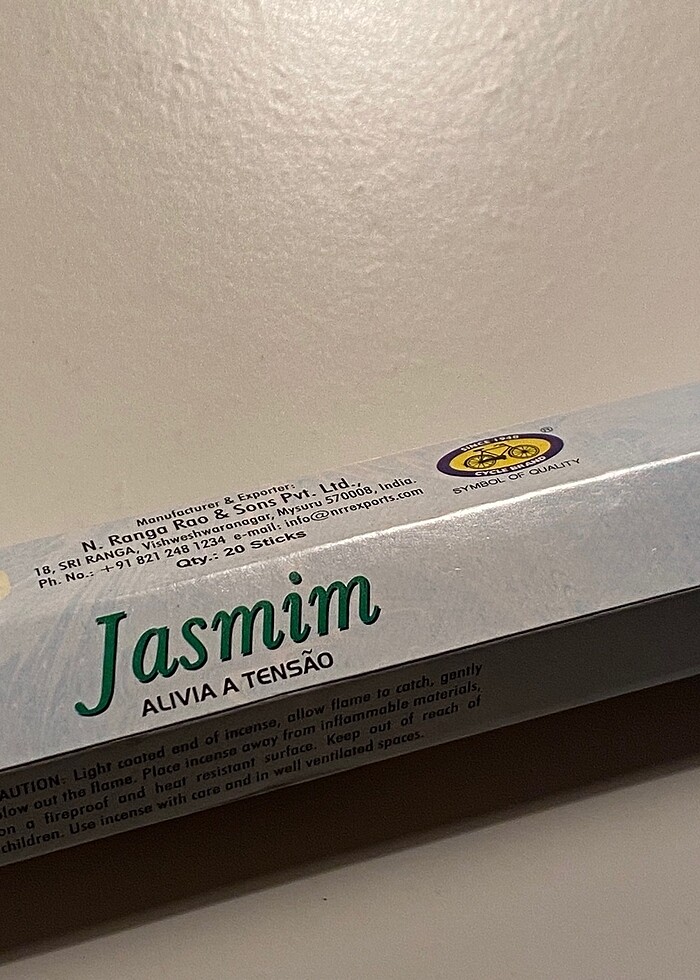 Manufacturer & Exporter:
N. Ranga Rao & Sons Pvt. Ltd.,
18, SRI RANGA, Vishweshwaranagar, Mysuru 570008, India.
Ph. No.: +91 821 248 1234 e-mail: info@nrrexports.com
Qty.: 20 Sticks
SINCE 1948
CYCLE BRAND
®
SYMBOL OF QUALITY
Jasmim
ALIVIA A TENSÃO
AUTION: Light coated end of incense, allow flame to catch, gently
blow out the flame. Place incense away from inflammable materials,
on a fireproof and heat resistant surface. Keep out of reach of
children. Use incense with care and in well ventilated spaces.